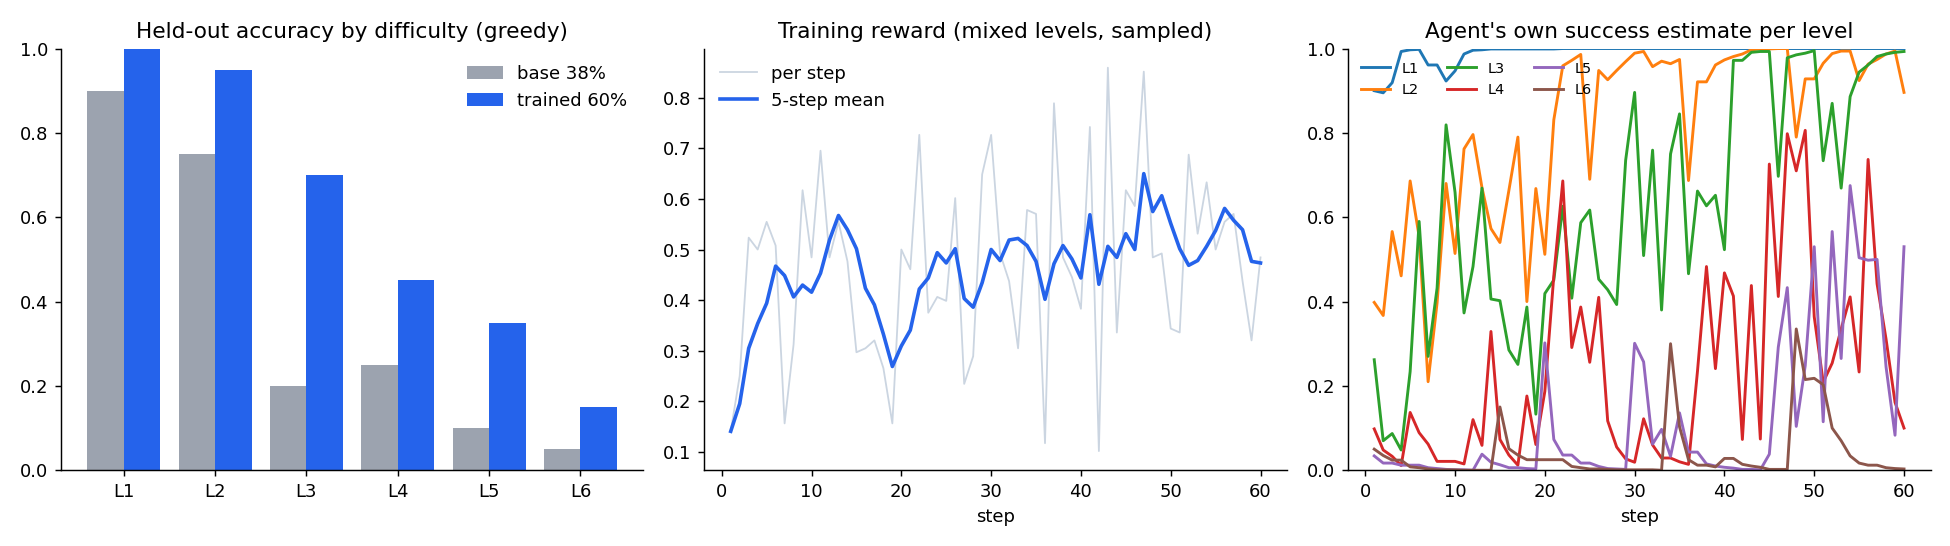 Held-out accuracy by difficulty (greedy)
base 38%
trained 60%
1.0
0.8
0.6
0.4
0.2
0.0
L1 L2 L3 L4 L5 L6
Training reward (mixed levels, sampled)
per step
5-step mean
0.8
0.7
0.6
0.5
0.4
0.3
0.2
0.1
0 10 20 30 40 50 60
step
Agent's own success estimate per level
L1 L3 L5
L2 L4 L6
1.0
0.8
0.6
0.4
0.2
0.0
0 10 20 30 40 50 60
step